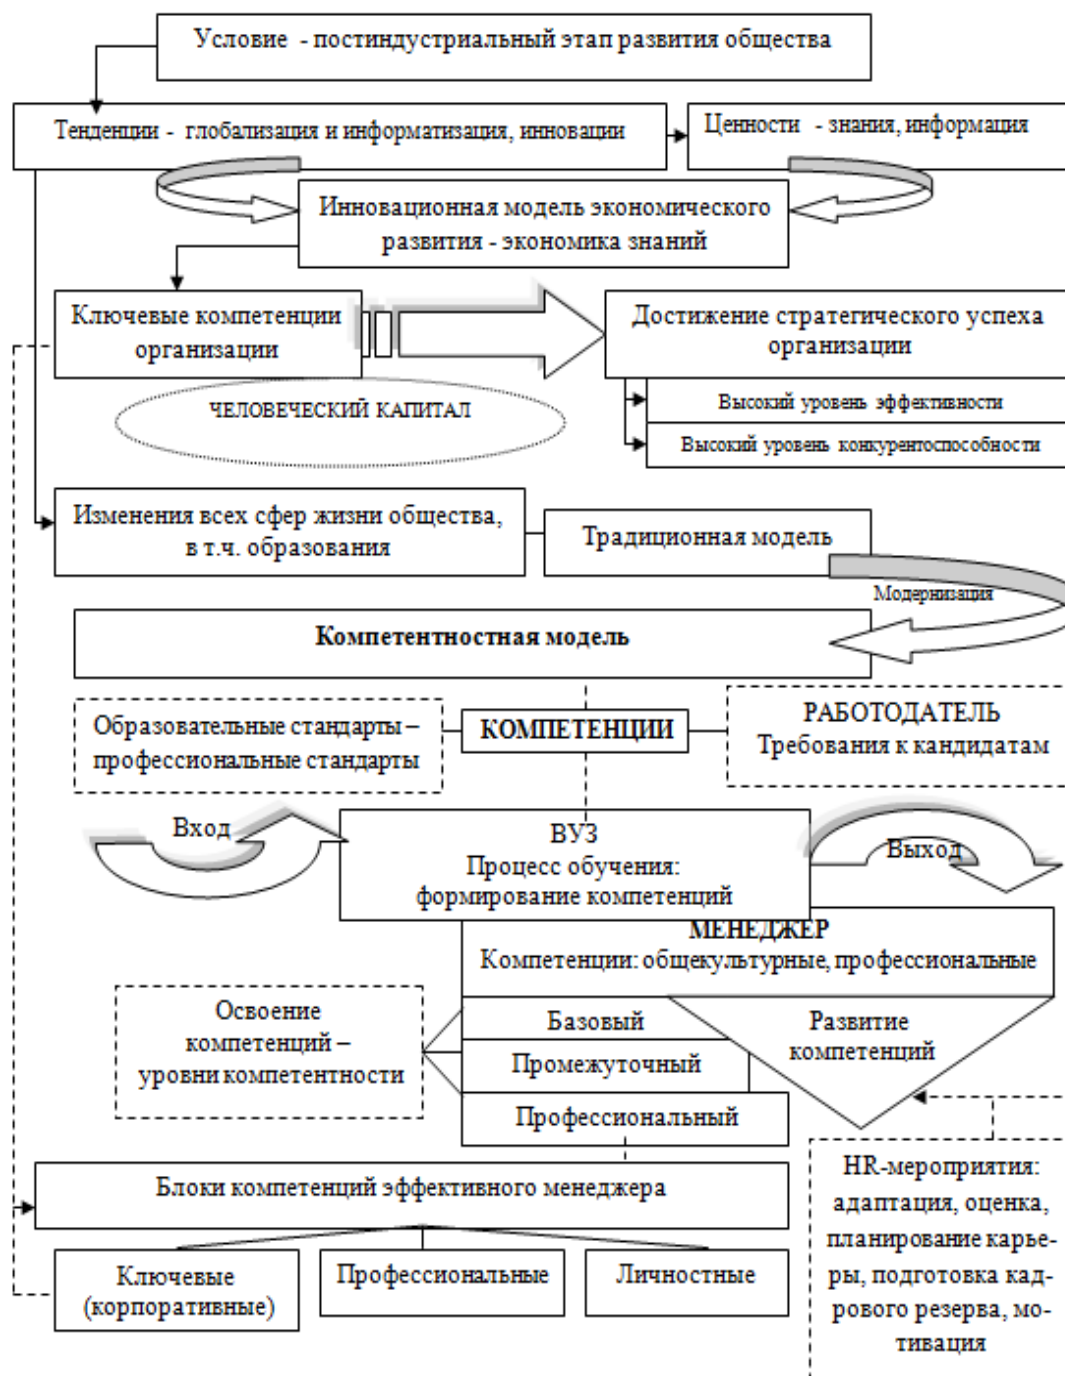 Условие - постиндустриальный этап развития общества
Тенденции - глобализация и информатизация, инновации
Ценности - знания, информация
Инновационная модель экономического
развития - экономика знаний
Ключевые компетенции
организации
Достижение стратегического успеха
организации
ЧЕЛОВЕЧЕСКИЙ КАПИТАЛ
Высокий уровень эффективности
Высокий уровень конкурентоспособности
Изменения всех сфер жизни общества,
в т.ч. образования
Традиционная модель
Модернизация
Компетентностная модель
Образовательные стандарты –
профессиональные стандарты
КОМПЕТЕНЦИИ
РАБОТОДАТЕЛЬ
Требования к кандидатам
Вход
ВУЗ
Процесс обучения:
формирование компетенций
Выход
МЕНЕДЖЕР
Компетенции: общекультурные, профессиональные
Освоение
компетенций –
уровни компетентности
Базовый
Промежуточный
Профессиональный
Развитие
компетенций
HR-мероприятия:
адаптация, оценка,
планирование карье-
ры, подготовка кад-
рового резерва, мо-
тивация
Блоки компетенций эффективного менеджера
Ключевые
(корпоративные)
Профессиональные
Личностные